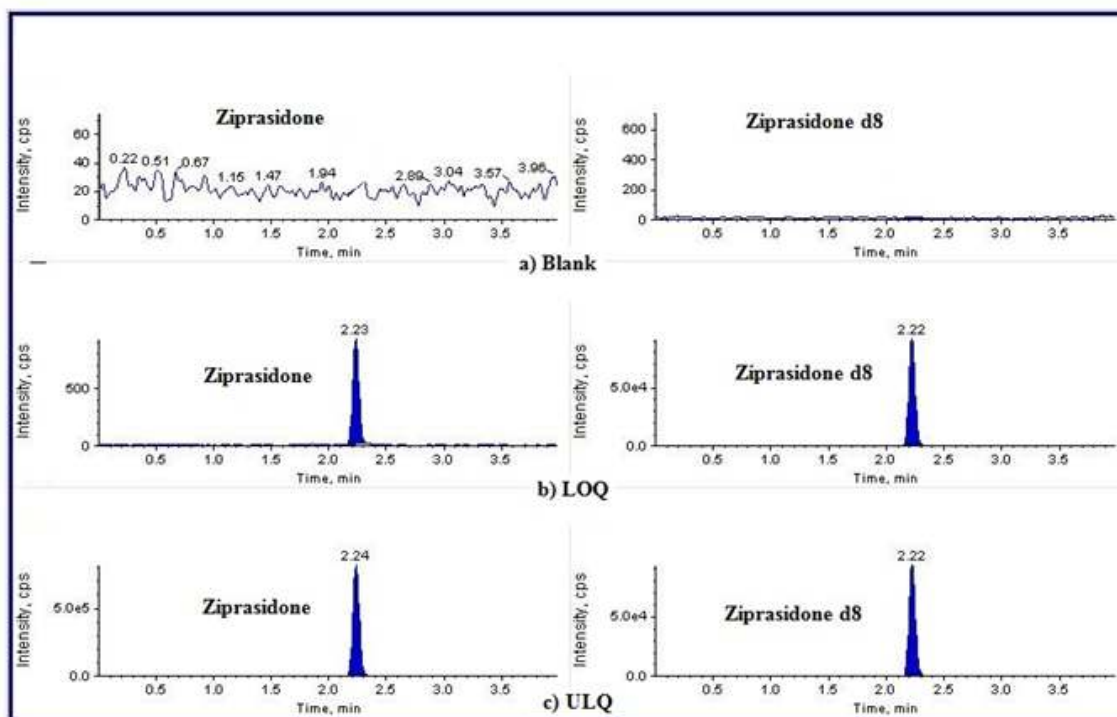 Ziprasidone
Intensity, cps
60
40
20
0
0.22
0.51
0.67
1.15
1.47
1.94
2.89
3.04
3.57
3.96
0.5 1.0 1.5 2.0 2.5 3.0 3.5
Time, min
Ziprasidone d8
Intensity, cps
600
400
200
0
0.5 1.0 1.5 2.0 2.5 3.0 3.5
Time, min
a) Blank
2.23
Ziprasidone
Intensity, cps
500
0
0.5 1.0 1.5 2.0 2.5 3.0 3.5
Time, min
2.22
Ziprasidone d8
Intensity, cps
5.0e4
0.0
0.5 1.0 1.5 2.0 2.5 3.0 3.5
Time, min
b) LOQ
2.24
Ziprasidone
Intensity, cps
5.0e5
0.0
0.5 1.0 1.5 2.0 2.5 3.0 3.5
Time, min
2.22
Ziprasidone d8
Intensity, cps
5.0e4
0.0
0.5 1.0 1.5 2.0 2.5 3.0 3.5
Time, min
c) ULQ